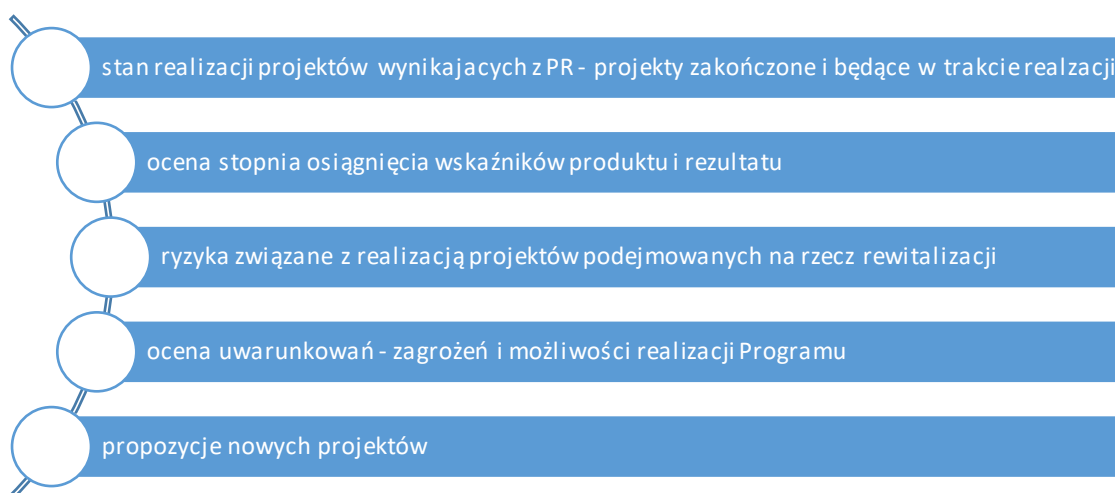 stan realizacji projektów wynikajacych z PR - projekty zakończone i będące w trakcie realzacji
ocena stopnia osiągnięcia wskaźników produktu i rezultatu
ryzyka związane z realizacją projektów podejmowanych na rzecz rewitalizacji
ocena uwarunkowań - zagrożeń i możliwości realizacji Programu
propozycje nowych projektów